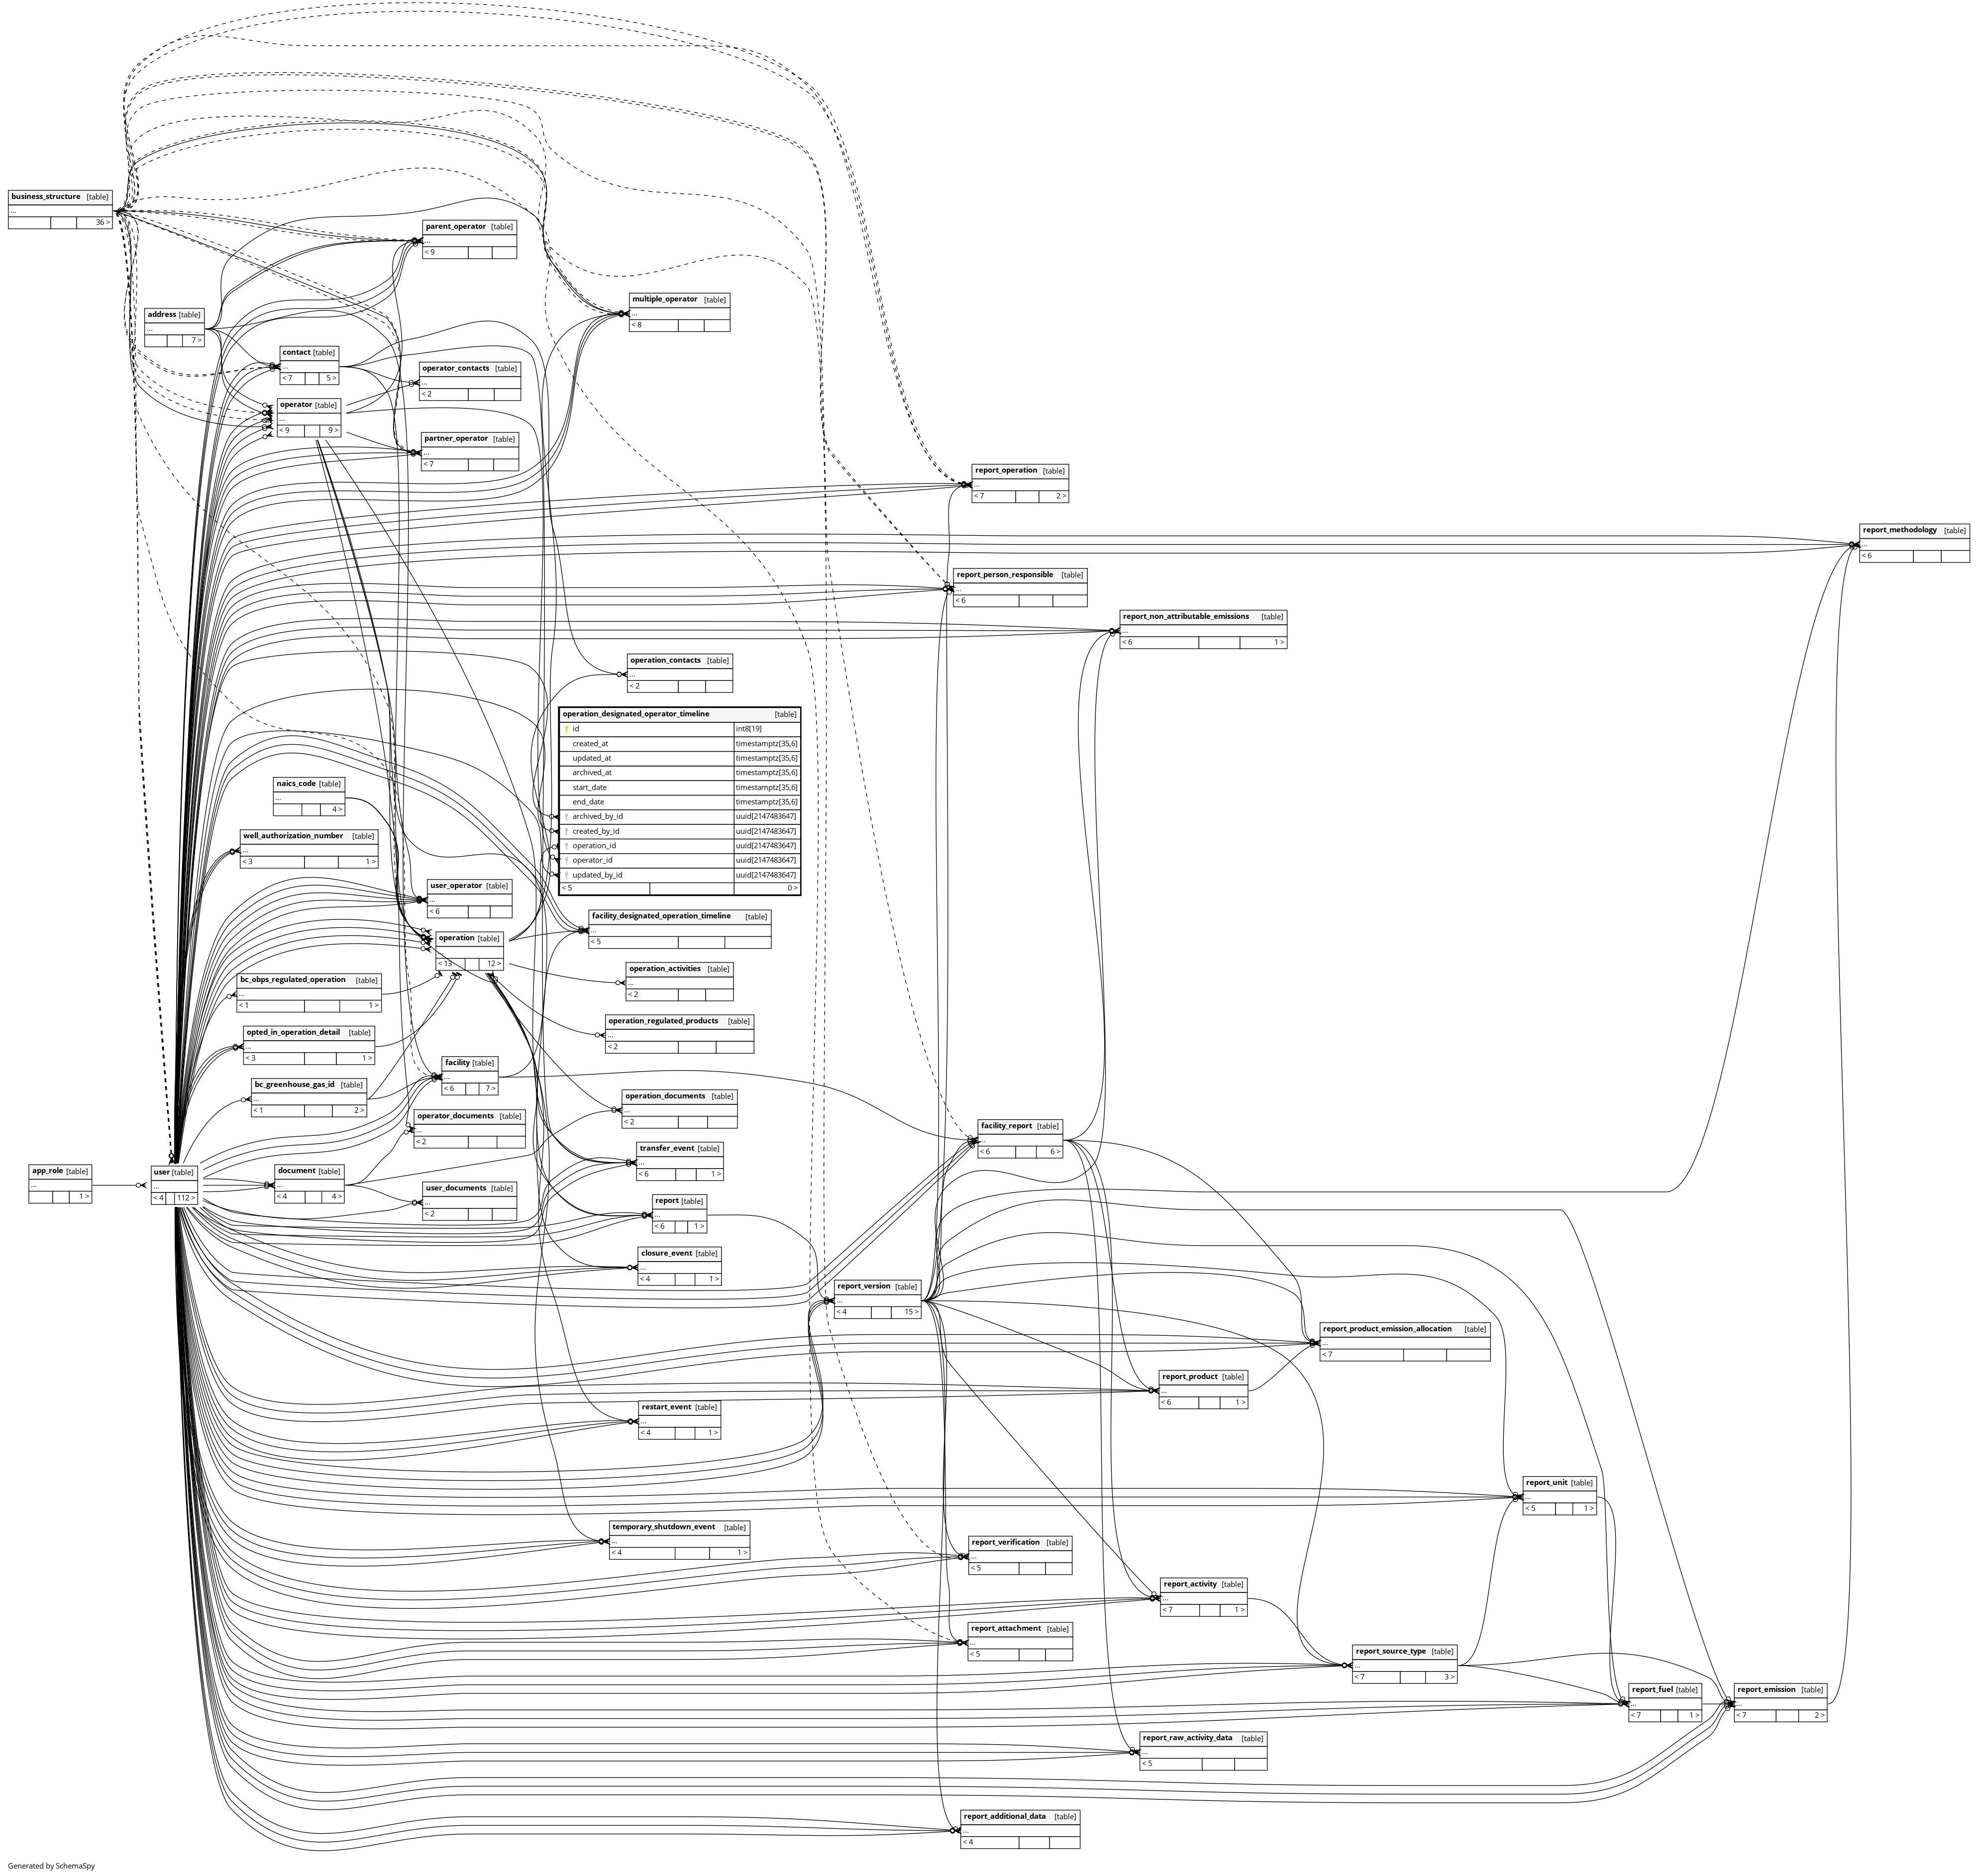 business_structure [table]
...
36 >
parent_operator [table]
...
< 9
multiple_operator [table]
...
< 8
address [table]
...
7 >
contact [table]
...
< 7 5 >
operator_contacts [table]
...
< 2
operator [table]
...
< 9 9 >
partner_operator [table]
...
< 7
report_operation [table]
...
< 7 2 >
report_methodology [table]
...
< 6
report_person_responsible [table]
...
< 6
report_non_attributable_emissions [table]
...
< 6 1 >
operation_contacts [table]
...
< 2
operation_designated_operator_timeline [table]
id int8[19]
created_at timestamptz[35,6]
updated_at timestamptz[35,6]
archived_at timestamptz[35,6]
start_date timestamptz[35,6]
end_date timestamptz[35,6]
archived_by_id uuid[2147483647]
created_by_id uuid[2147483647]
operation_id uuid[2147483647]
operator_id uuid[2147483647]
updated_by_id uuid[2147483647]
< 5 0 >
naics_code [table]
...
4 >
well_authorization_number [table]
...
< 3 1 >
user_operator [table]
...
< 6
facility_designated_operation_timeline [table]
...
< 5
operation [table]
...
< 13 12 >
operation_activities [table]
...
< 2
bc_obps_regulated_operation [table]
...
< 1 1 >
operation_regulated_products [table]
...
< 2
opted_in_operation_detail [table]
...
< 3 1 >
facility [table]
...
< 6 7 >
bc_greenhouse_gas_id [table]
...
< 1 2 >
operation_documents [table]
...
< 2
operator_documents [table]
...
< 2
facility_report [table]
...
< 6 6 >
transfer_event [table]
...
< 6 1 >
app_role [table]
...
1 >
user [table]
...
< 4 112 >
document [table]
...
< 4 4 >
user_documents [table]
...
< 2
report [table]
...
< 6 1 >
closure_event [table]
...
< 4 1 >
report_version [table]
...
< 4 15 >
report_product_emission_allocation [table]
...
< 7
report_product [table]
...
< 6 1 >
restart_event [table]
...
< 4 1 >
report_unit [table]
...
< 5 1 >
temporary_shutdown_event [table]
...
< 4 1 >
report_verification [table]
...
< 5
report_activity [table]
...
< 7 1 >
report_attachment [table]
...
< 5
report_source_type [table]
...
< 7 3 >
report_fuel [table]
...
< 7 1 >
report_emission [table]
...
< 7 2 >
report_raw_activity_data [table]
...
< 5
report_additional_data [table]
...
< 4
Generated by SchemaSpy